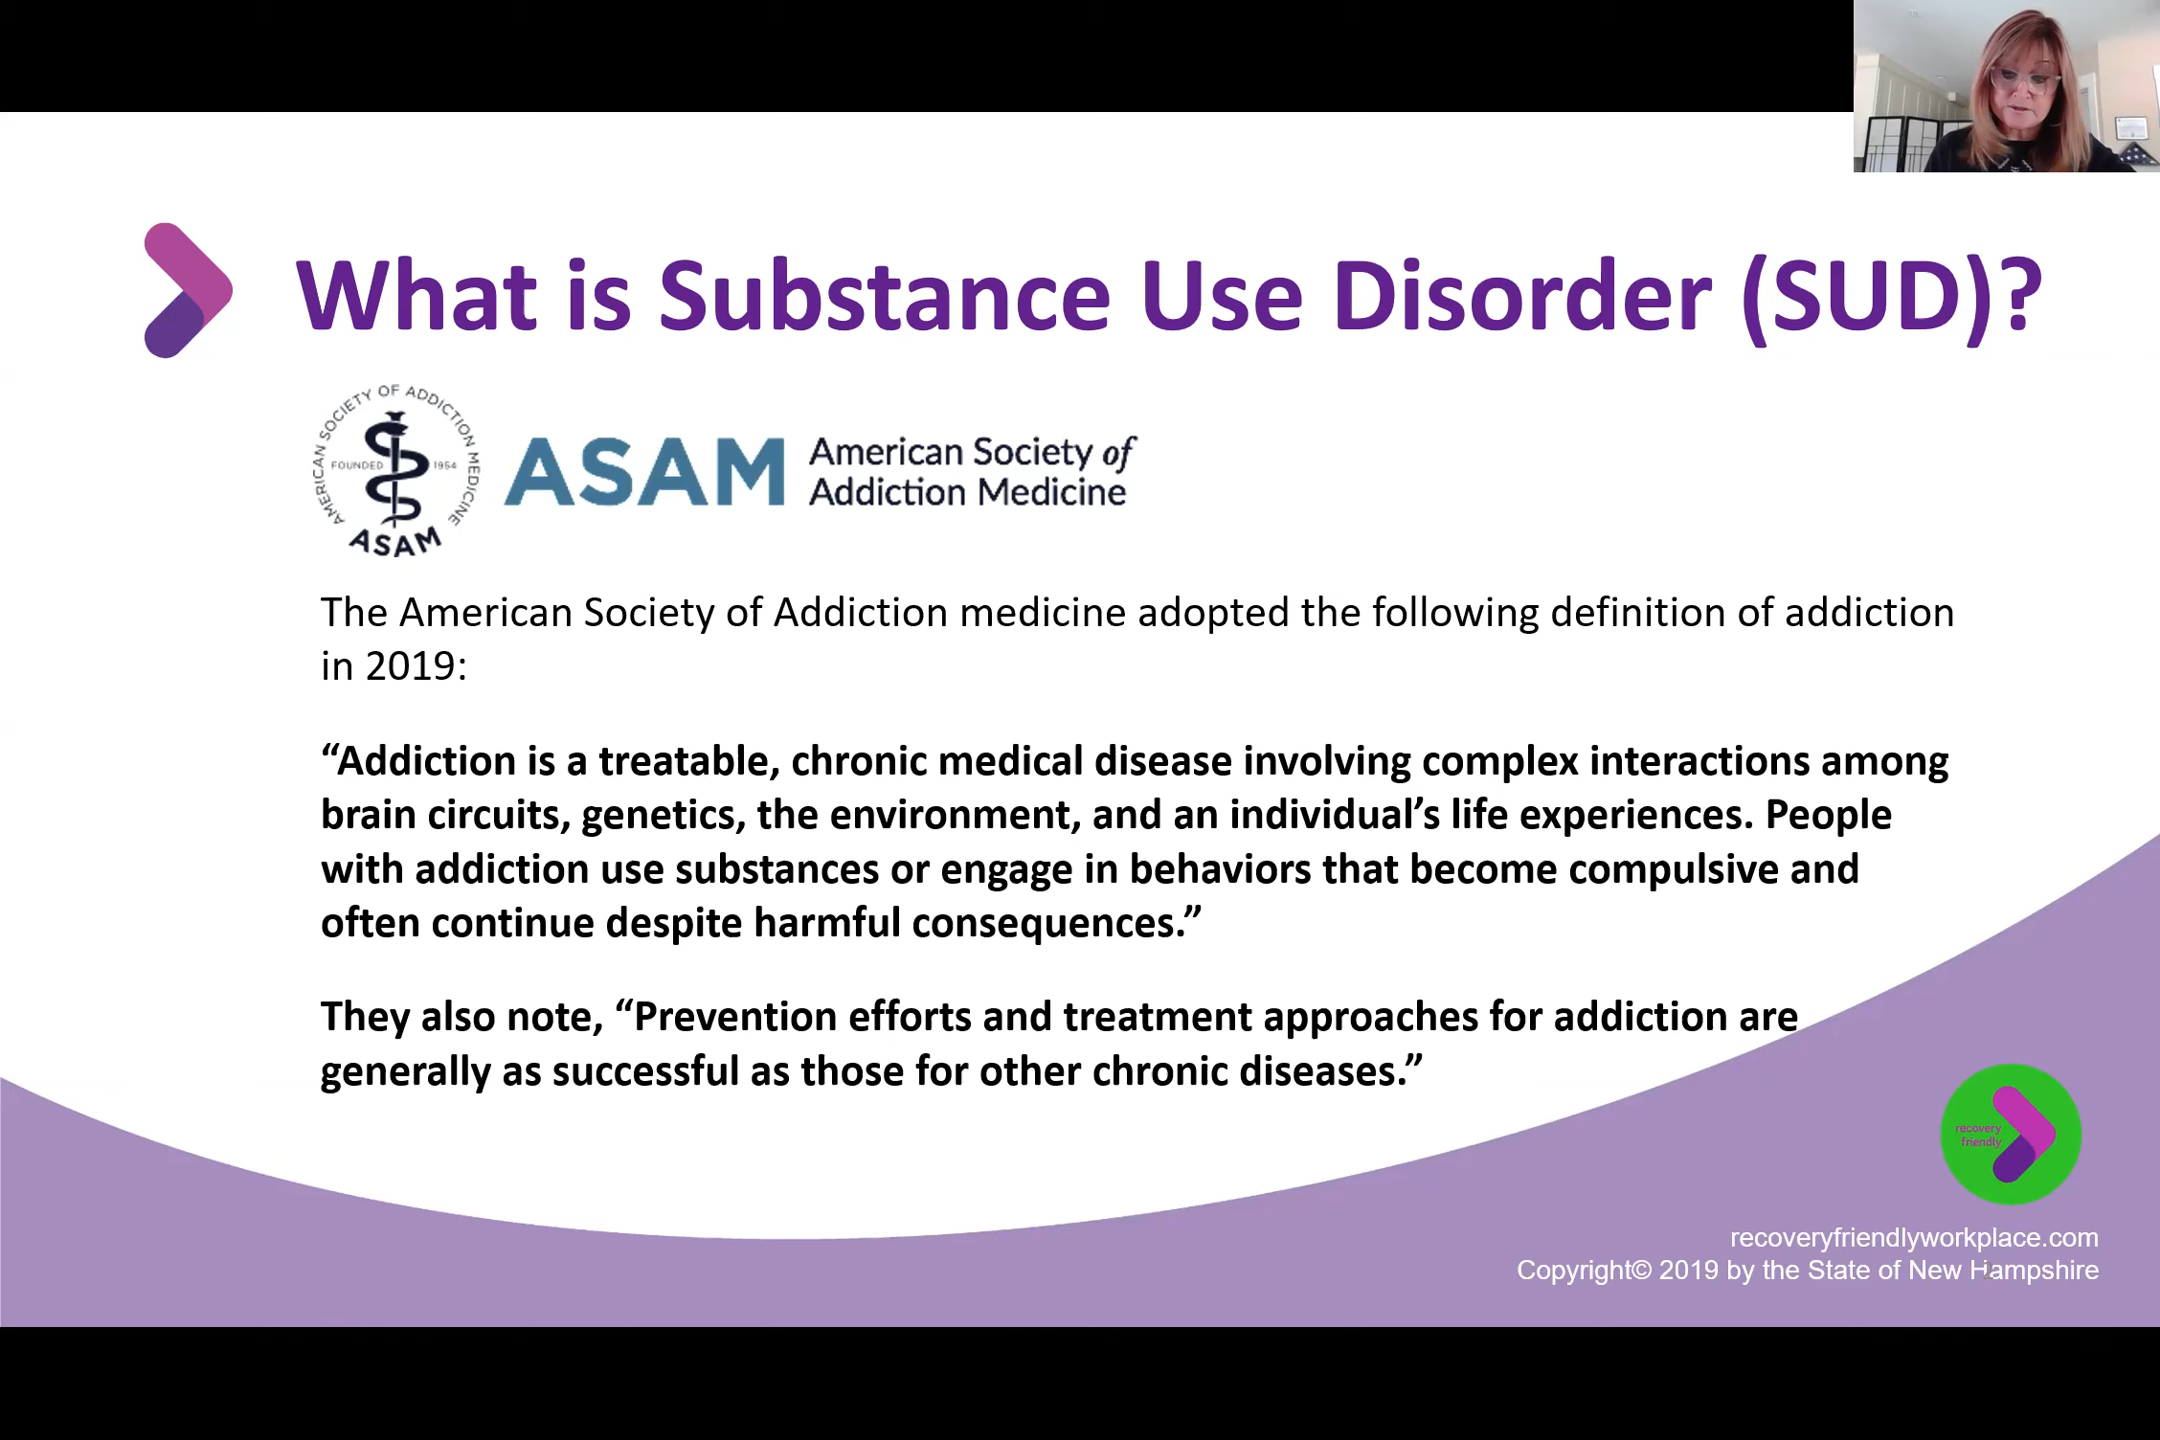 What is Substance Use Disorder (SUD)?
AMERICAN SOCIETY OF ADDICTION MEDICINE
FOUNDED 1954
ASAM
ASAM
American Society of
Addiction Medicine
The American Society of Addiction medicine adopted the following definition of addiction
in 2019:
“Addiction is a treatable, chronic medical disease involving complex interactions among
brain circuits, genetics, the environment, and an individual’s life experiences. People
with addiction use substances or engage in behaviors that become compulsive and
often continue despite harmful consequences.”
They also note, “Prevention efforts and treatment approaches for addiction are
generally as successful as those for other chronic diseases.”
recovery
friendly
recoveryfriendlyworkplace.com
Copyright© 2019 by the State of New Hampshire